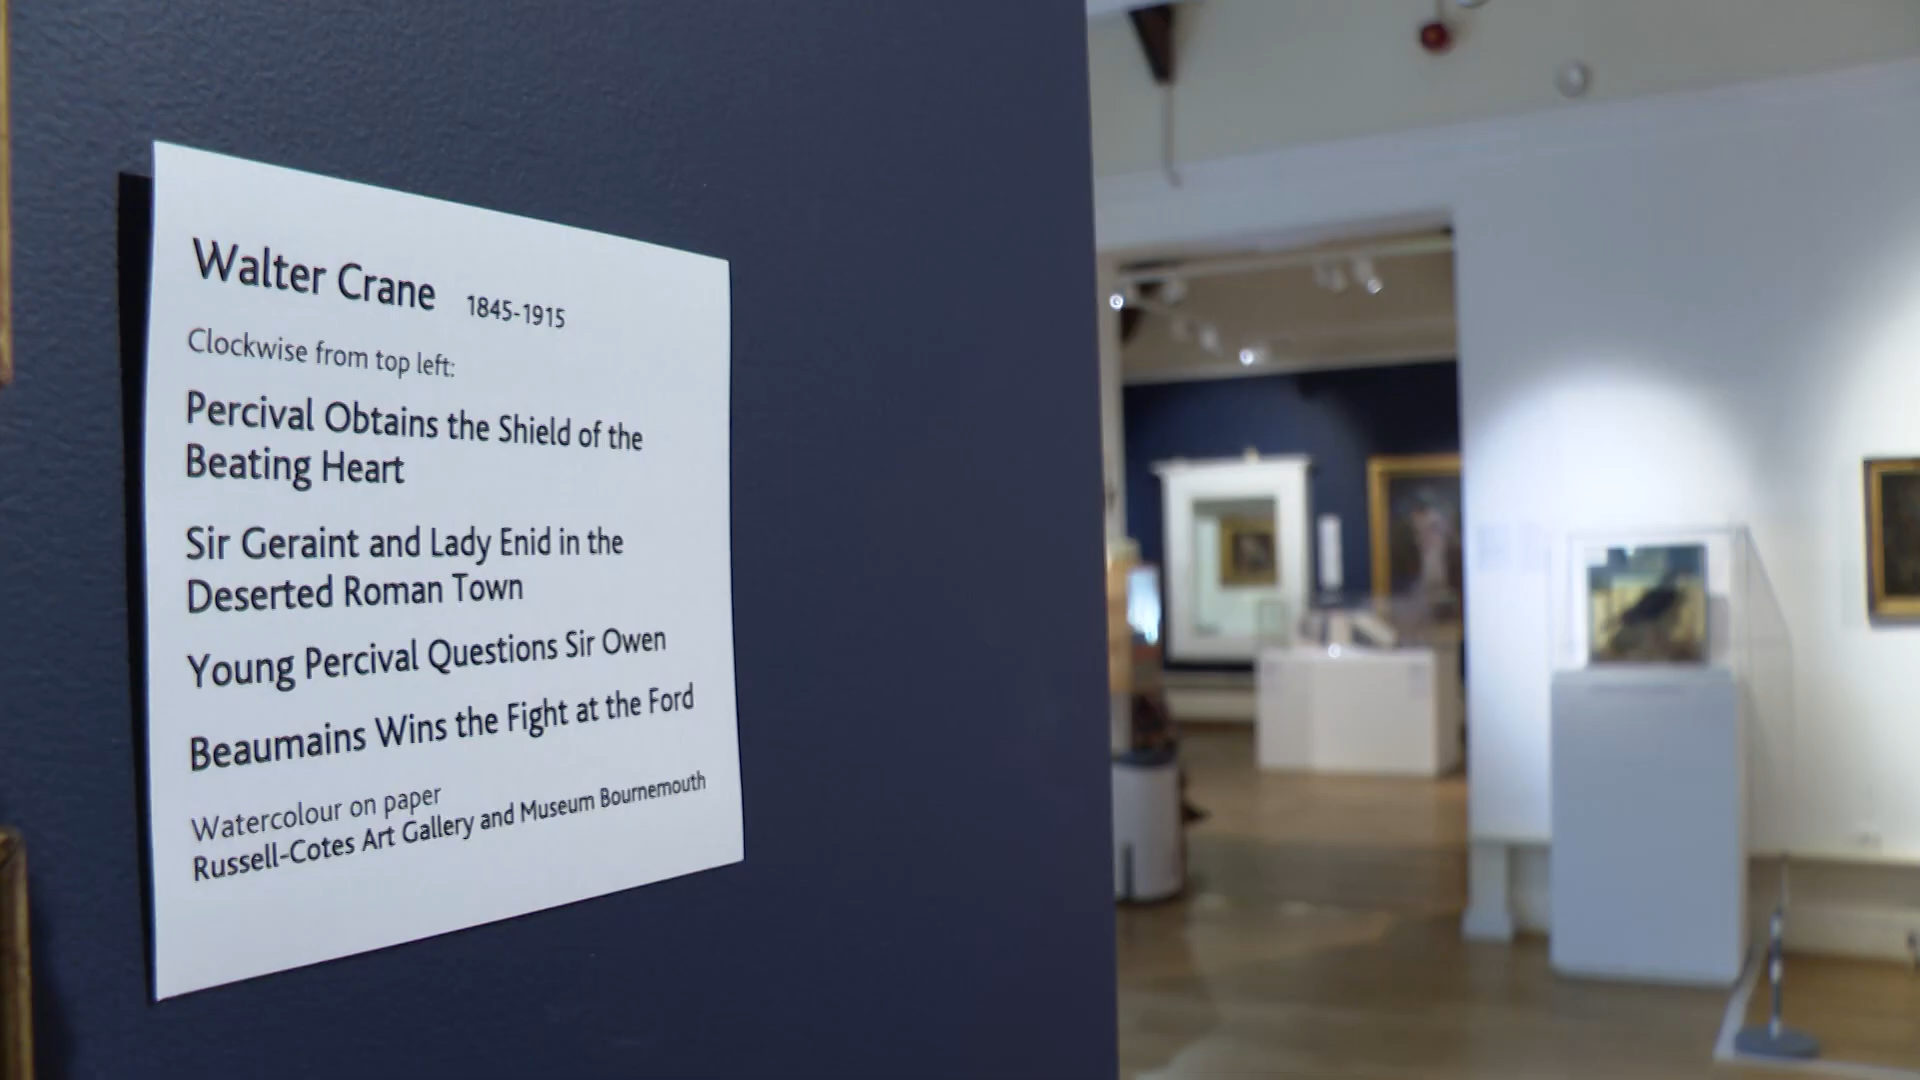 Walter Crane 1845-1915
Clockwise from top left:
Percival Obtains the Shield of the
Beating Heart
Sir Geraint and Lady Enid in the
Deserted Roman Town
Young Percival Questions Sir Owen
Beaumains Wins the Fight at the Ford
Watercolour on paper
Russell-Cotes Art Gallery and Museum Bournemouth